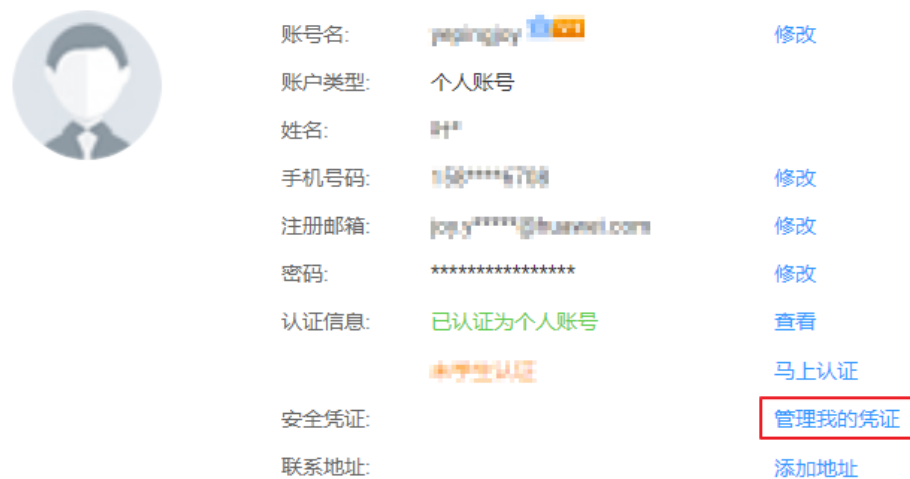 账号名: 修改
账户类型: 个人账号
姓名:
手机号码: 修改
注册邮箱: 修改
密码: **************** 修改
认证信息: 已认证为个人账号 查看
马上认证
安全凭证: 管理我的凭证
联系地址: 添加地址